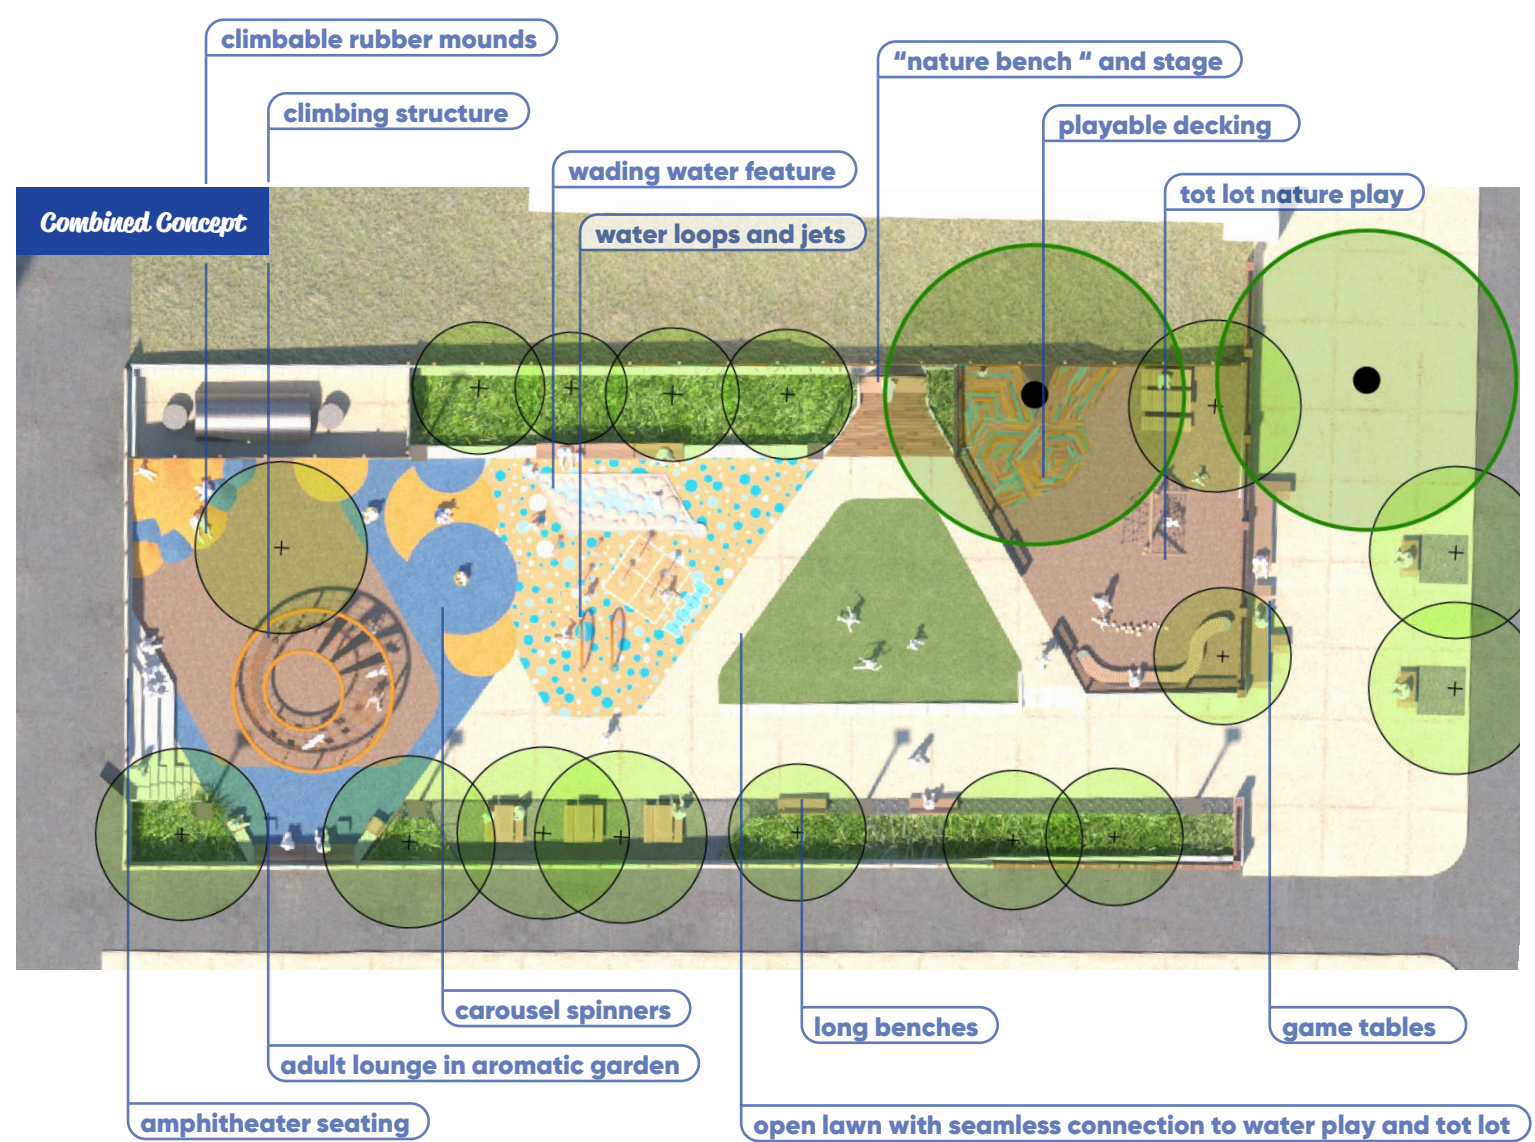 climbable rubber mounds
“nature bench “ and stage
climbing structure
playable decking
wading water feature
tot lot nature play
Combined Concept
water loops and jets
carousel spinners
long benches
game tables
adult lounge in aromatic garden
amphitheater seating
open lawn with seamless connection to water play and tot lot